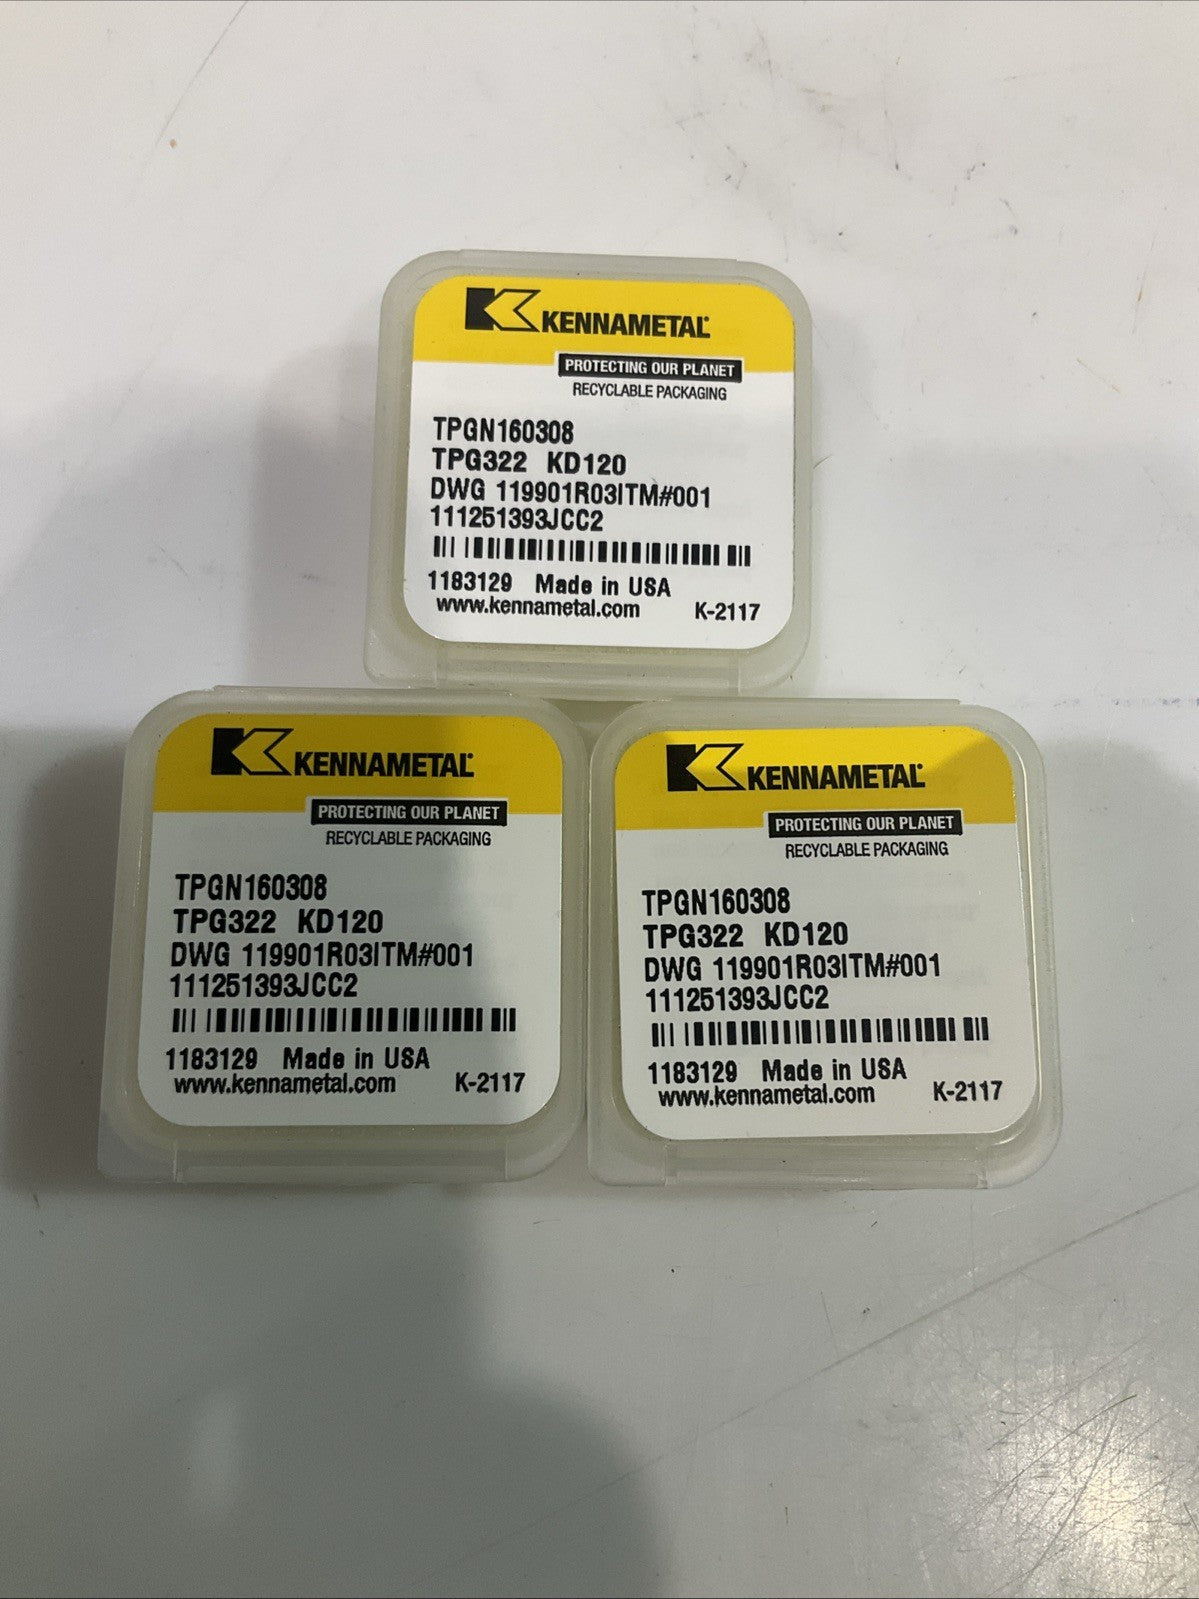 KENNAMETAL
PROTECTING OUR PLANET
RECYCLABLE PACKAGING
TPGN160308
TPG322 KD120
DWG 119901R03ITM#001
111251393JCC2
1183129 Made in USA
www.kennametal.com K-2117
KENNAMETAL
PROTECTING OUR PLANET
RECYCLABLE PACKAGING
TPGN160308
TPG322 KD120
DWG 119901R03ITM#001
111251393JCC2
1183129 Made in USA
www.kennametal.com K-2117
KENNAMETAL
PROTECTING OUR PLANET
RECYCLABLE PACKAGING
TPGN160308
TPG322 KD120
DWG 119901R03ITM#001
111251393JCC2
1183129 Made in USA
www.kennametal.com K-2117